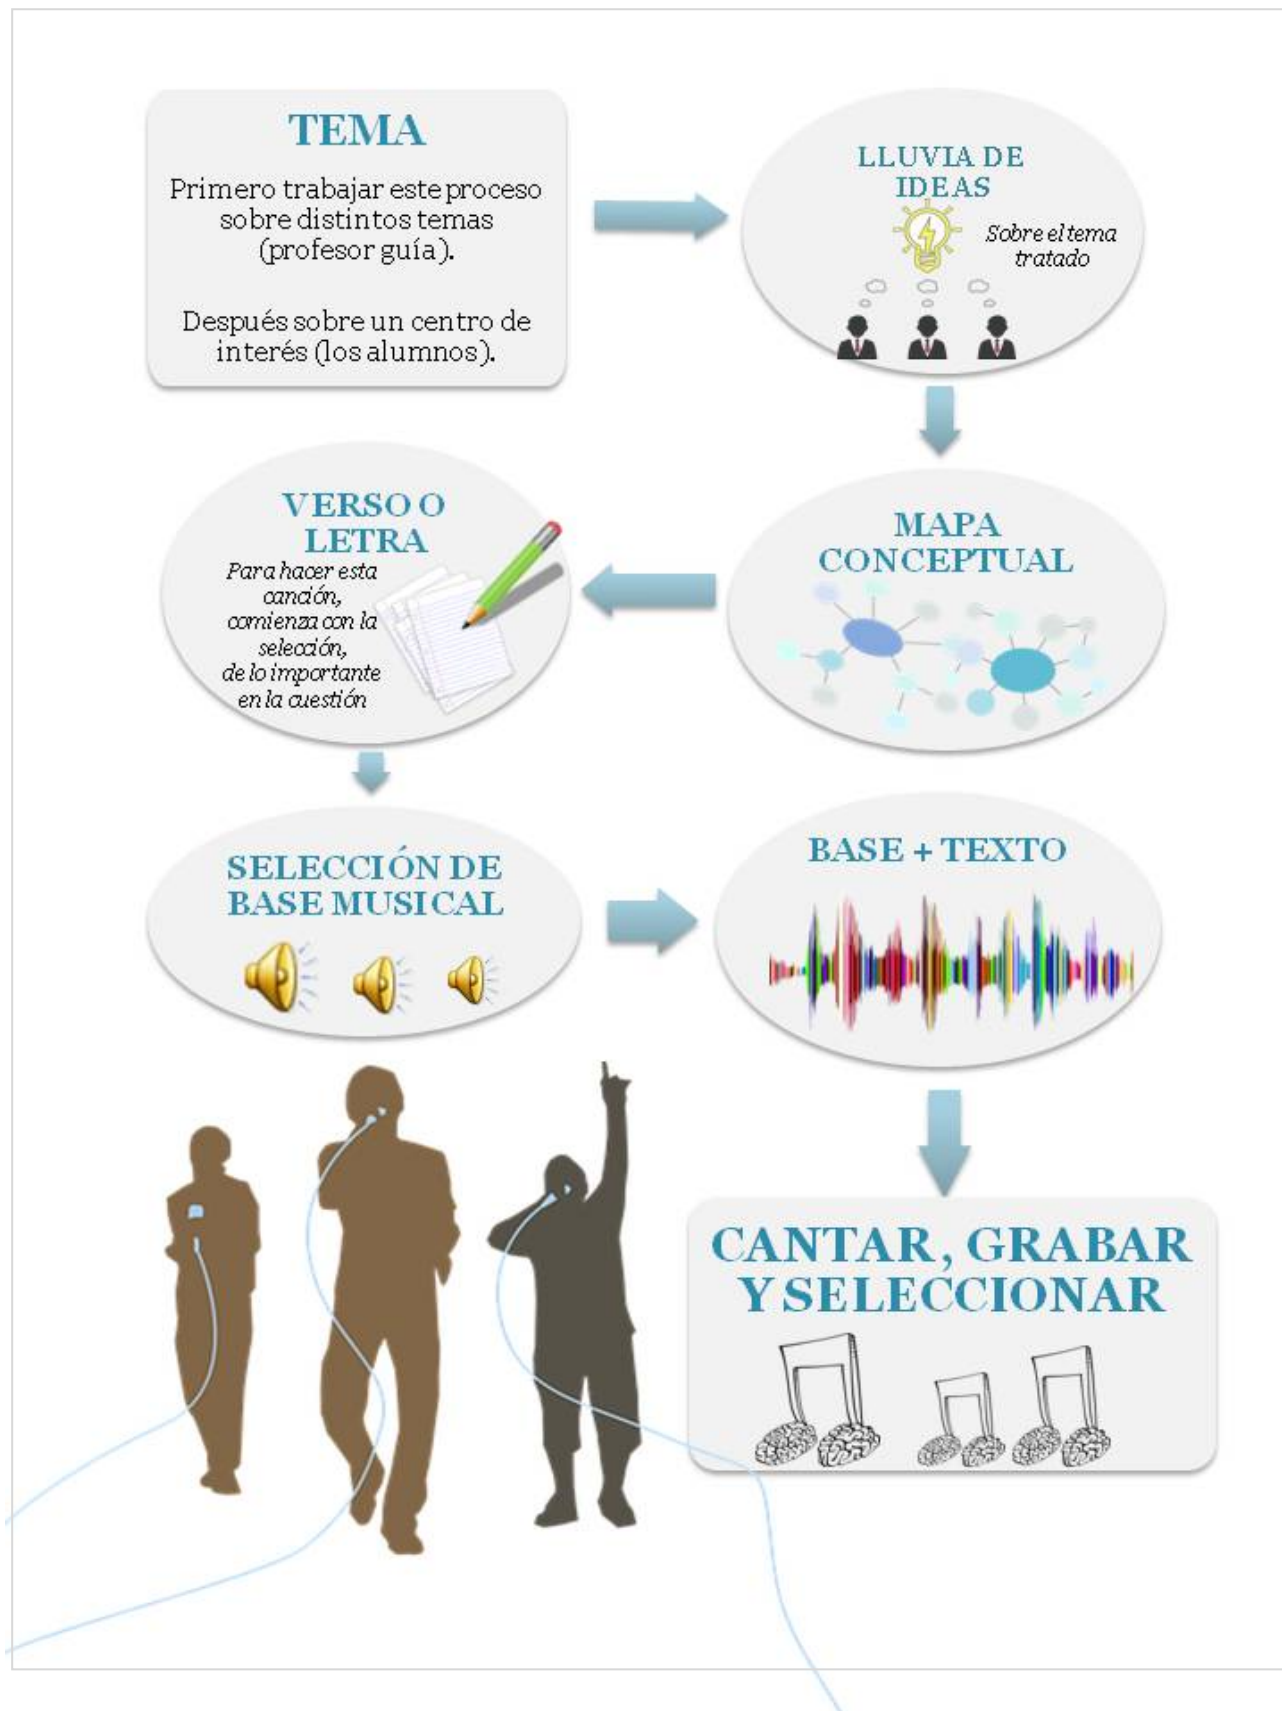 TEMA
Primero trabajar este proceso
sobre distintos temas
(profesor guía).
Después sobre un centro de
interés (los alumnos).
LLUVIA DE
IDEAS
Sobre el tema
tratado
MAPA
CONCEPTUAL
VERSO O
LETRA
Para hacer esta
canción,
comienza con la
selección,
de lo importante
en la cuestión
SELECCIÓN DE
BASE MUSICAL
BASE + TEXTO
CANTAR, GRABAR
Y SELECCIONAR